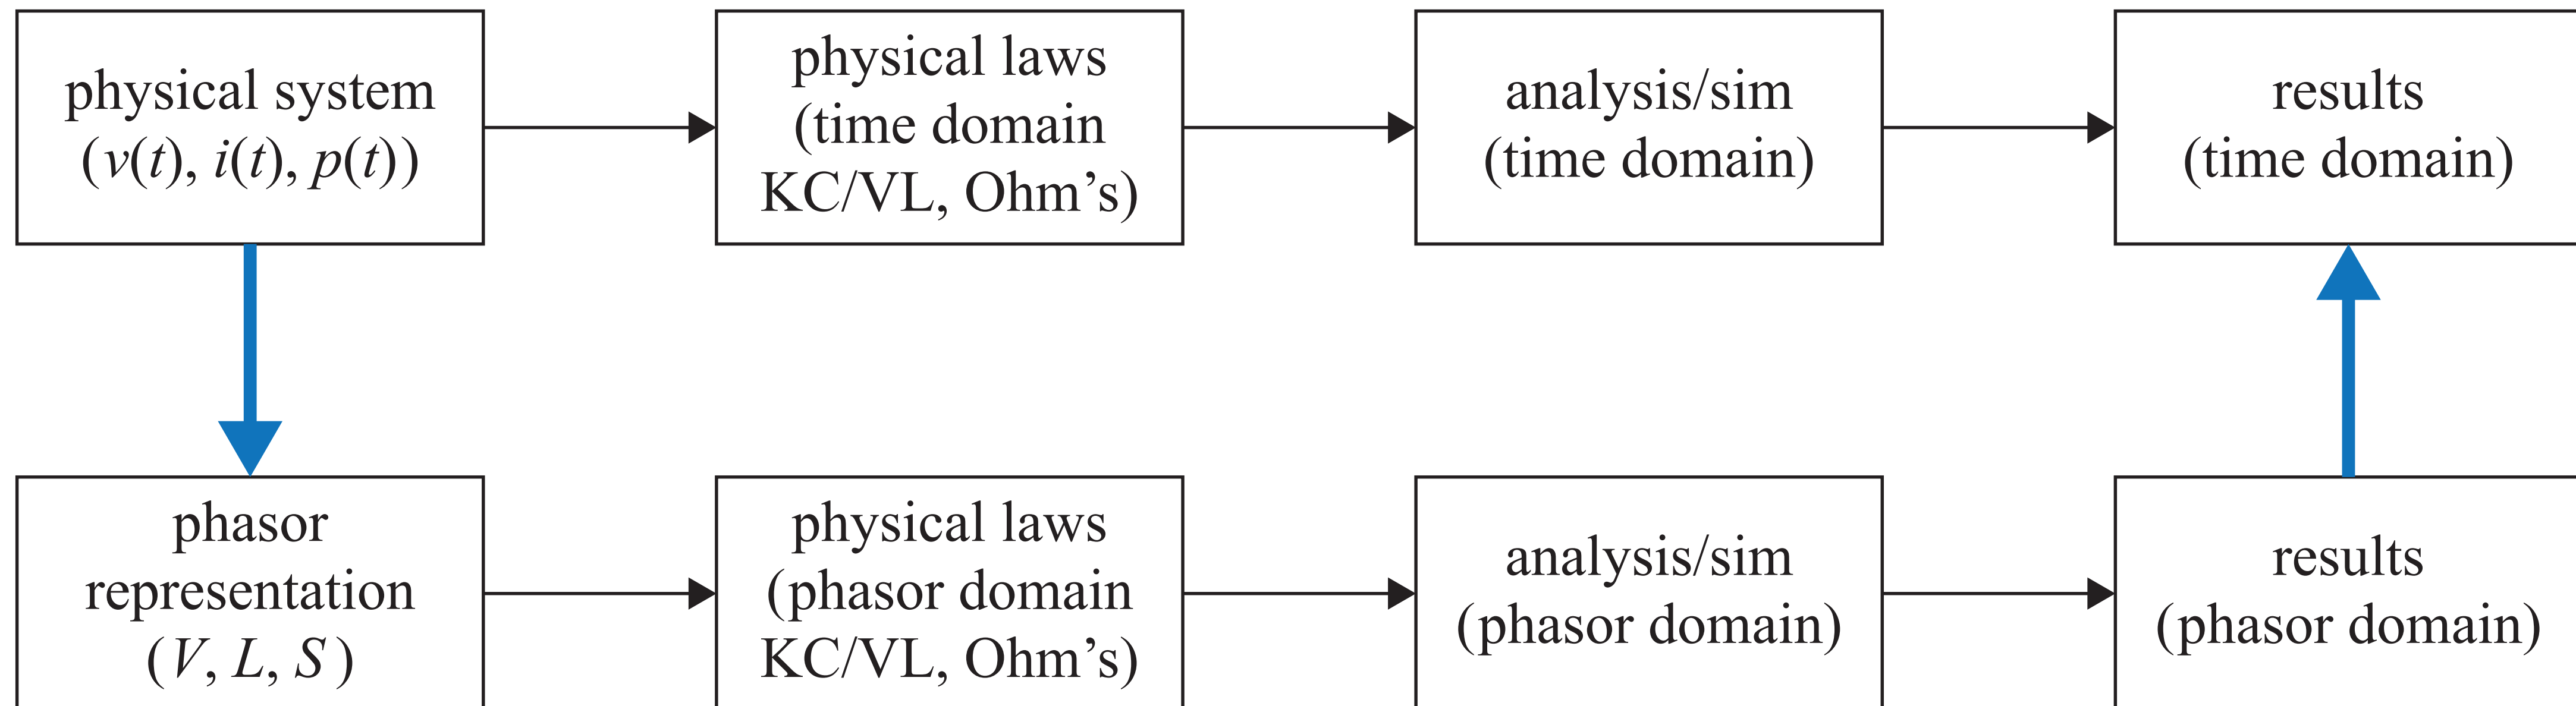 physical system
(v(t), i(t), p(t))
physical laws
(time domain
KC/VL, Ohm’s)
analysis/sim
(time domain)
results
(time domain)
phasor
representation
(V, L, S)
physical laws
(phasor domain
KC/VL, Ohm’s)
analysis/sim
(phasor domain)
results
(phasor domain)